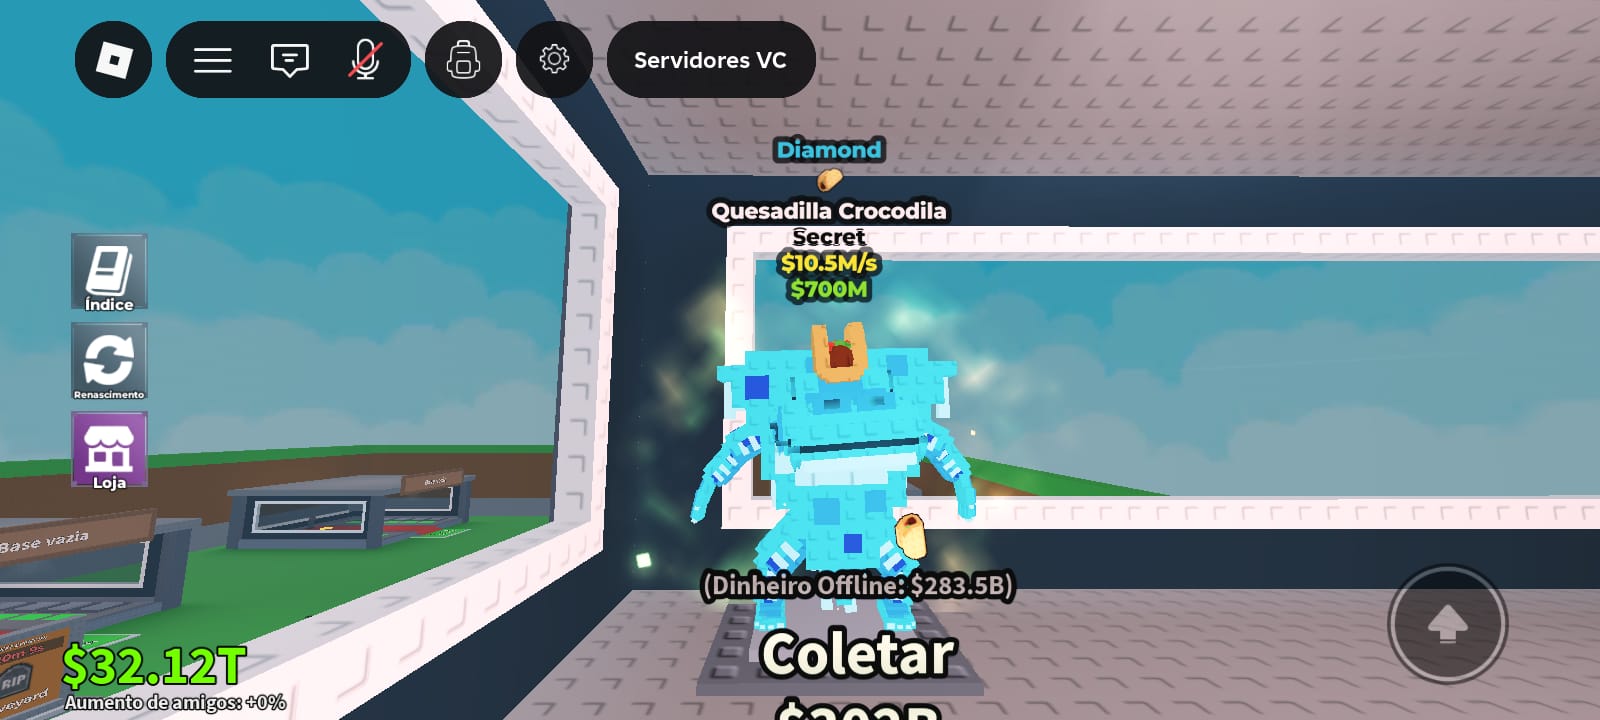 Servidores VC
Diamond
Quesadilla Crocodila
Secret
$10.5M/s
$700M
Índice
Renascimento
Loja
Base vazia
(Dinheiro Offline: $283.5B)
Coletar
$32.12T
Aumento de amigos: +0%
RIP